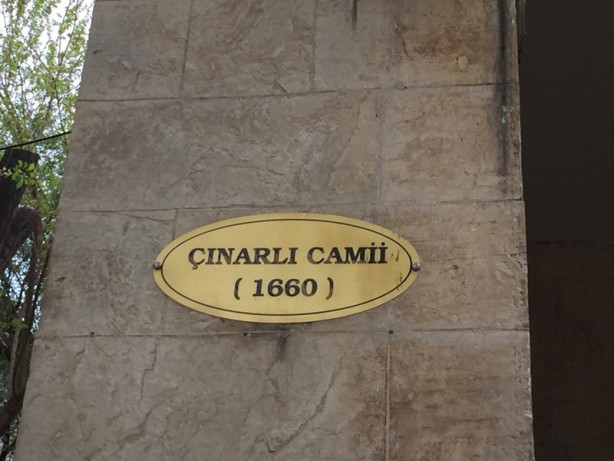 ÇINARLI CAMİİ
( 1660 )